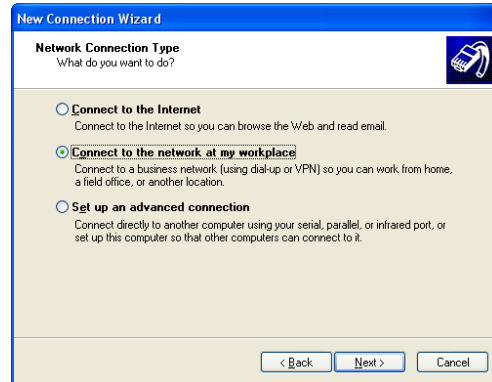 New Connection Wizard
Network Connection Type
What do you want to do?
Connect to the Internet
Connect to the Internet so you can browse the Web and read email.
Connect to the network at my workplace
Connect to a business network (using dial-up or VPN) so you can work from home,
a field office, or another location.
Set up an advanced connection
Connect directly to another computer using your serial, parallel, or infrared port, or
set up this computer so that other computers can connect to it.
< Back
Next >
Cancel